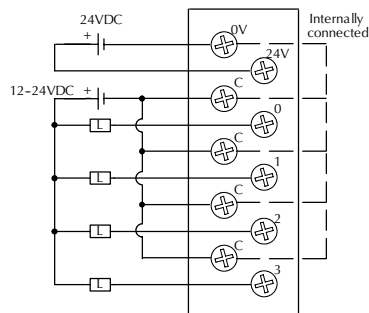 24VDC
Internally
connected
+
0V
24V
12-24VDC
+
C
L
0
C
L
1
C
L
2
C
L
3